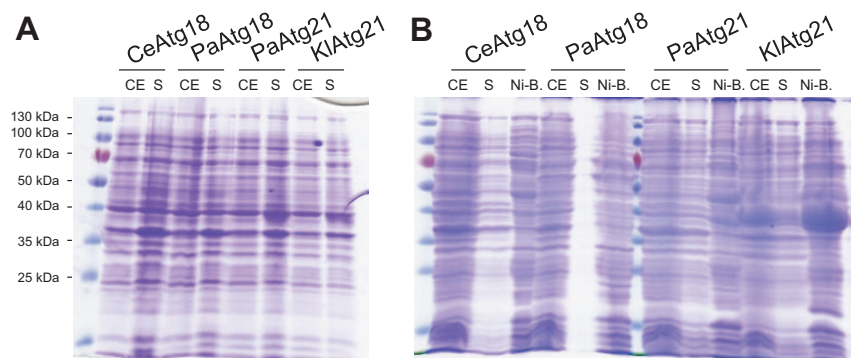 A
CeAtg18 PaAtg18 PaAtg21 KlAtg21
CE S CE S CE S CE S
130 kDa
100 kDa
70 kDa
50 kDa
40 kDa
35 kDa
25 kDa
B
CeAtg18 PaAtg18 PaAtg21 KlAtg21
CE S Ni-B. CE S Ni-B. CE S Ni-B. CE S Ni-B.